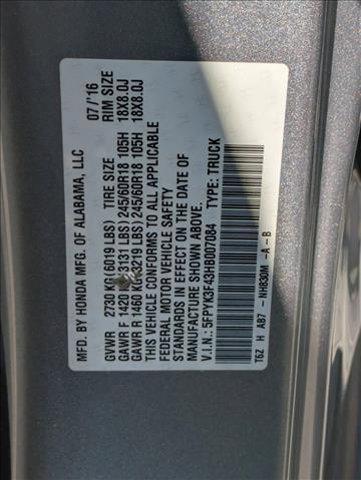 MFD. BY HONDA MFG. OF ALABAMA, LLC 07/'16
TIRE SIZE RIM SIZE
GVWR 2730 KG(6019 LBS)
GAWR F 1420 KG(3131 LBS) 245/60R18 105H 18X8.0J
GAWR R 1460 KG(3219 LBS) 245/60R18 105H 18X8.0J
THIS VEHICLE CONFORMS TO ALL APPLICABLE
FEDERAL MOTOR VEHICLE SAFETY
STANDARDS IN EFFECT ON THE DATE OF
MANUFACTURE SHOWN ABOVE.
V.I.N.: 5FPYK3F43HB007084 TYPE: TRUCK
T6Z H AB7 -NH830M -A -B